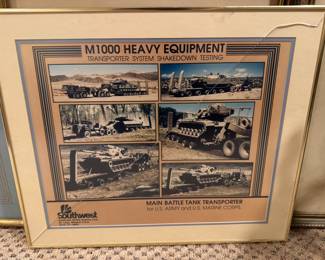 M1000 HEAVY EQUIPMENT
TRANSPORTER SYSTEM SHAKEDOWN TESTING
MAIN BATTLE TANK TRANSPORTER
for U.S. ARMY and U.S. MARINE CORPS
Southwest